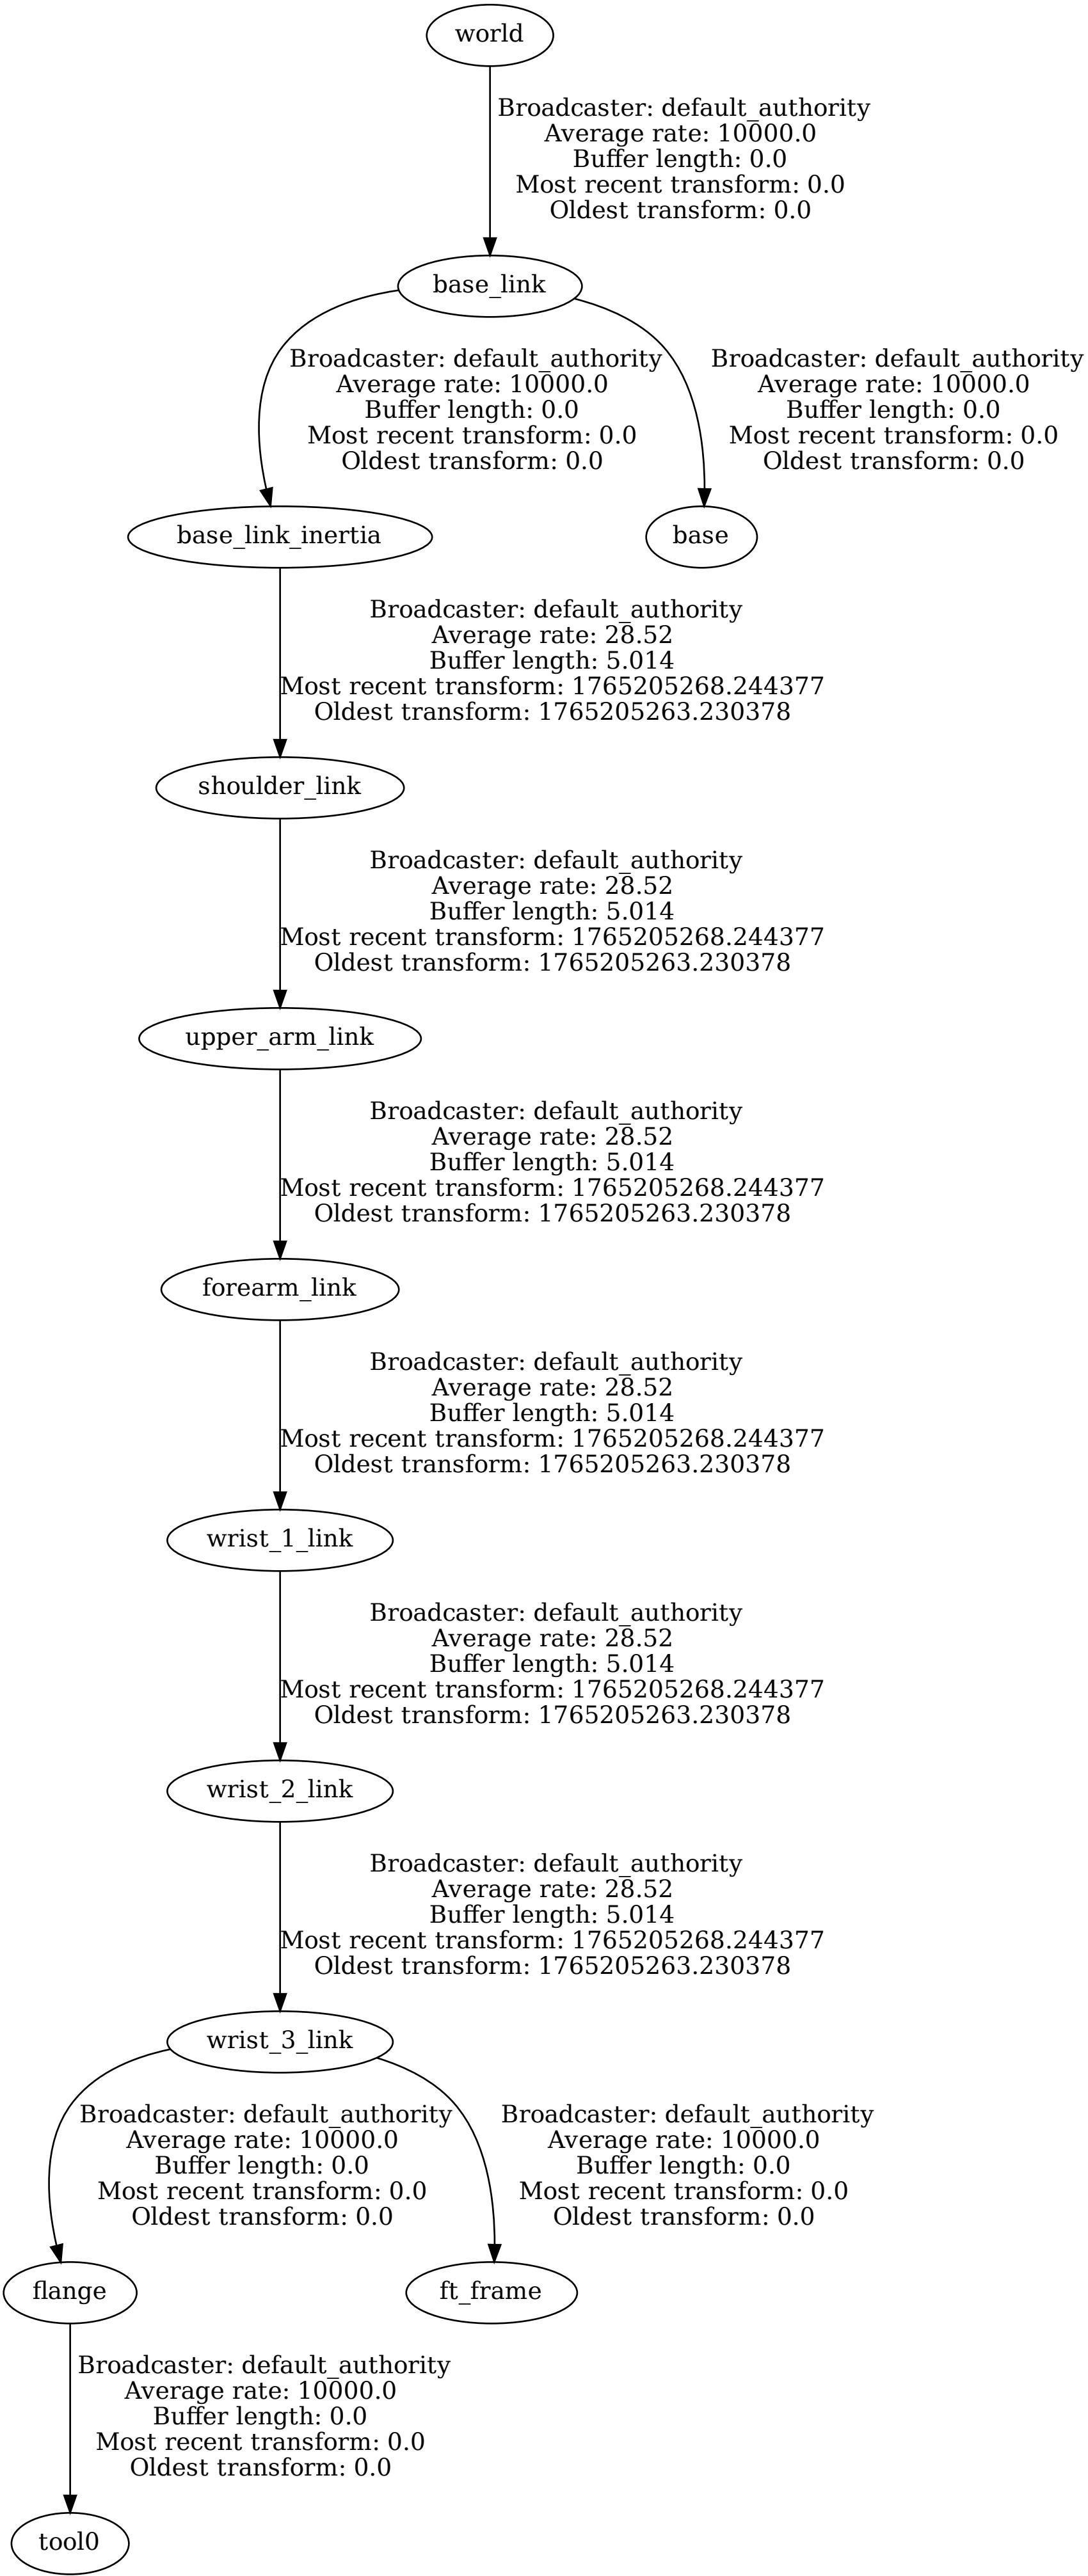 world
Broadcaster: default_authority
Average rate: 10000.0
Buffer length: 0.0
Most recent transform: 0.0
Oldest transform: 0.0
base_link
Broadcaster: default_authority
Average rate: 10000.0
Buffer length: 0.0
Most recent transform: 0.0
Oldest transform: 0.0
Broadcaster: default_authority
Average rate: 10000.0
Buffer length: 0.0
Most recent transform: 0.0
Oldest transform: 0.0
base_link_inertia
base
Broadcaster: default_authority
Average rate: 28.52
Buffer length: 5.014
Most recent transform: 1765205268.244377
Oldest transform: 1765205263.230378
shoulder_link
Broadcaster: default_authority
Average rate: 28.52
Buffer length: 5.014
Most recent transform: 1765205268.244377
Oldest transform: 1765205263.230378
upper_arm_link
Broadcaster: default_authority
Average rate: 28.52
Buffer length: 5.014
Most recent transform: 1765205268.244377
Oldest transform: 1765205263.230378
forearm_link
Broadcaster: default_authority
Average rate: 28.52
Buffer length: 5.014
Most recent transform: 1765205268.244377
Oldest transform: 1765205263.230378
wrist_1_link
Broadcaster: default_authority
Average rate: 28.52
Buffer length: 5.014
Most recent transform: 1765205268.244377
Oldest transform: 1765205263.230378
wrist_2_link
Broadcaster: default_authority
Average rate: 28.52
Buffer length: 5.014
Most recent transform: 1765205268.244377
Oldest transform: 1765205263.230378
wrist_3_link
Broadcaster: default_authority
Average rate: 10000.0
Buffer length: 0.0
Most recent transform: 0.0
Oldest transform: 0.0
Broadcaster: default_authority
Average rate: 10000.0
Buffer length: 0.0
Most recent transform: 0.0
Oldest transform: 0.0
flange
ft_frame
Broadcaster: default_authority
Average rate: 10000.0
Buffer length: 0.0
Most recent transform: 0.0
Oldest transform: 0.0
tool0